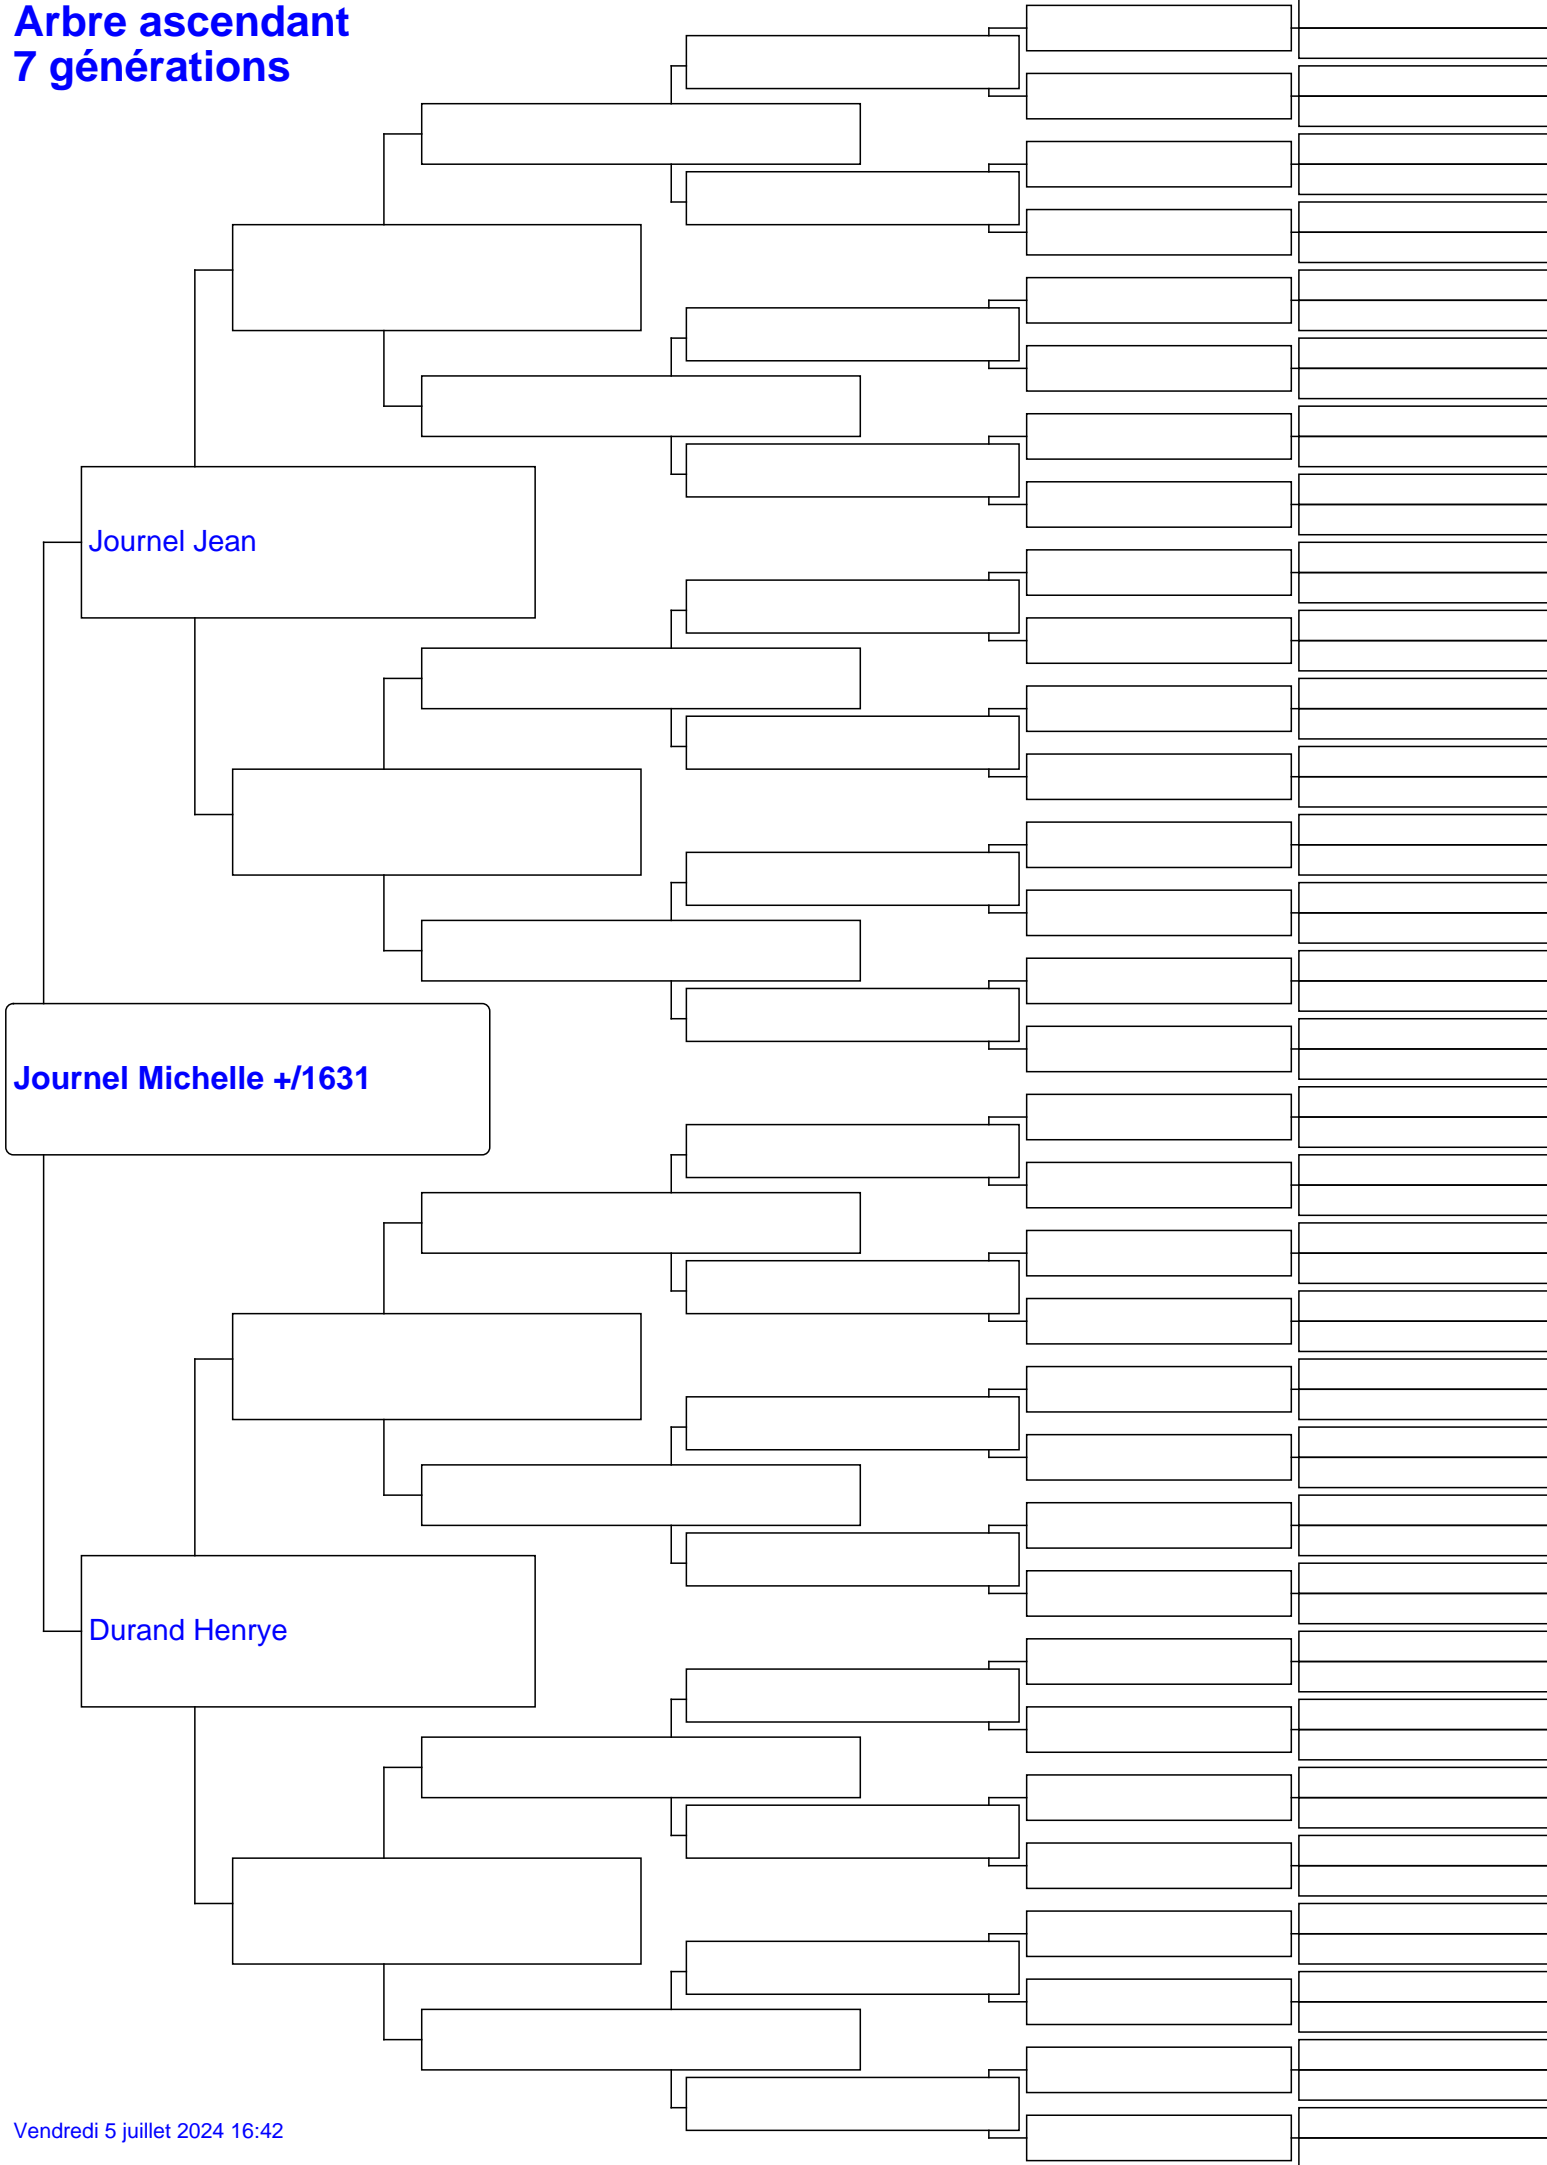 Arbre ascendant
7 générations
Journel Jean
Journel Michelle +/1631
Durand Henrye
Vendredi 5 juillet 2024 16:42